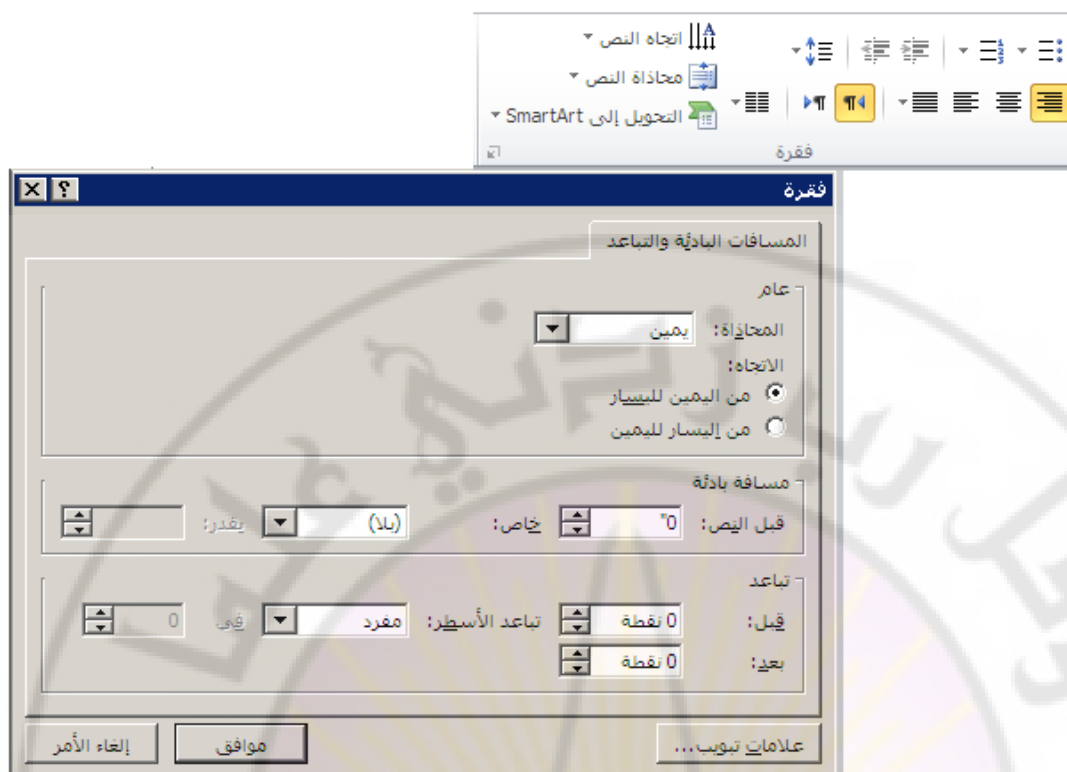 اتجاه النص
محاذاة النص
التحويل إلى SmartArt
فقرة
فقرة
المسافات البادئة والتباعد
عام
المحاذاة: يمين
الاتجاه:
من اليمين لليسار
من اليسار لليمين
مسافة بادئة
قبل النص: 0" خاص: (بلا) بقدر:
تباعد
قبل: 0 نقطة تباعد الأسطر: مفرد في 0
بعد: 0 نقطة
علامات تبويب... موافق إلغاء الأمر